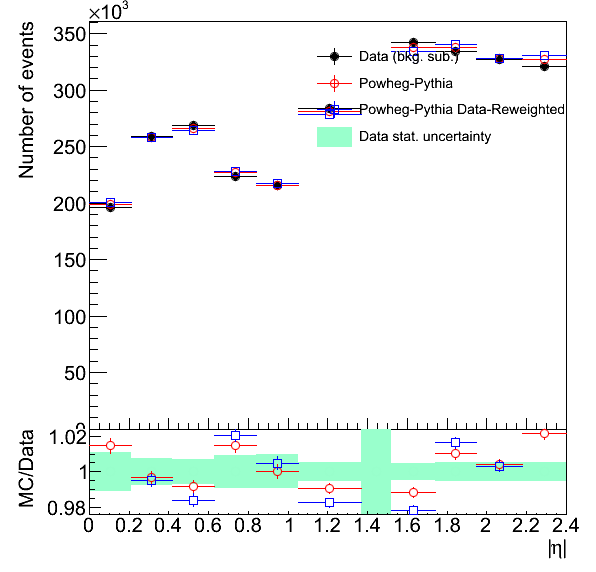 ×10³
Number of events
350
300
250
200
150
100
50
Data (bkg. sub.)
Powheg-Pythia
Powheg-Pythia Data-Reweighted
Data stat. uncertainty
MC/Data
1.02
1
0.98
0 0.2 0.4 0.6 0.8 1 1.2 1.4 1.6 1.8 2 2.2 2.4
|η|